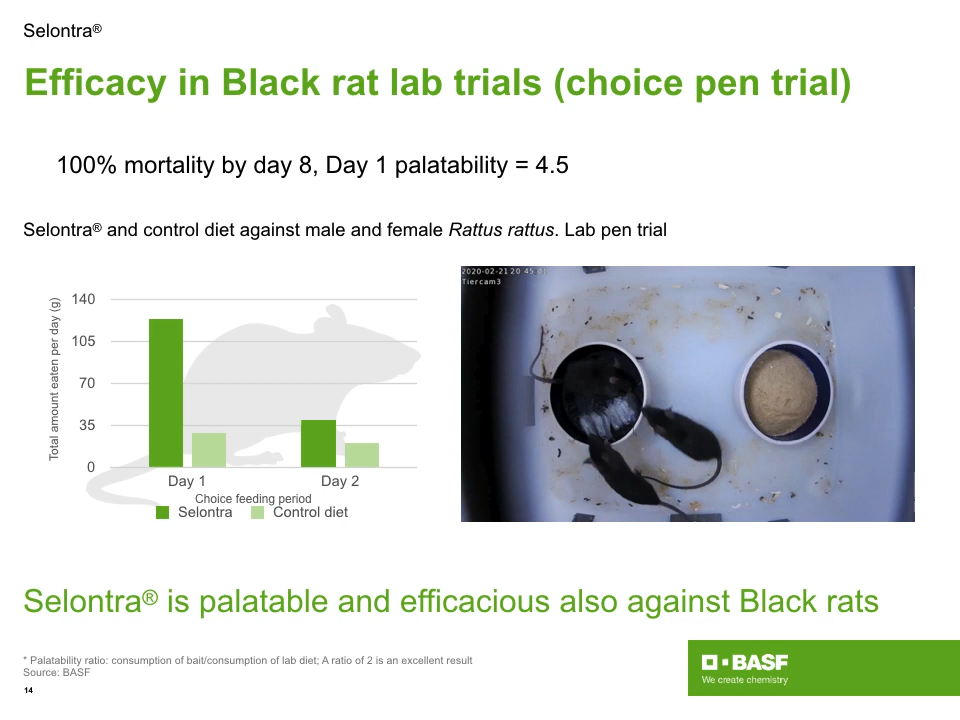 Selontra®
Efficacy in Black rat lab trials (choice pen trial)
100% mortality by day 8, Day 1 palatability = 4.5
Selontra® and control diet against male and female Rattus rattus. Lab pen trial
Total amount eaten per day (g)
140
105
70
35
0
Day 1
Day 2
Choice feeding period
Selontra
Control diet
2020-02-21 20 45 01
Tiercam3
Selontra® is palatable and efficacious also against Black rats
* Palatability ratio: consumption of bait/consumption of lab diet; A ratio of 2 is an excellent result
Source: BASF
14
BASF
We create chemistry